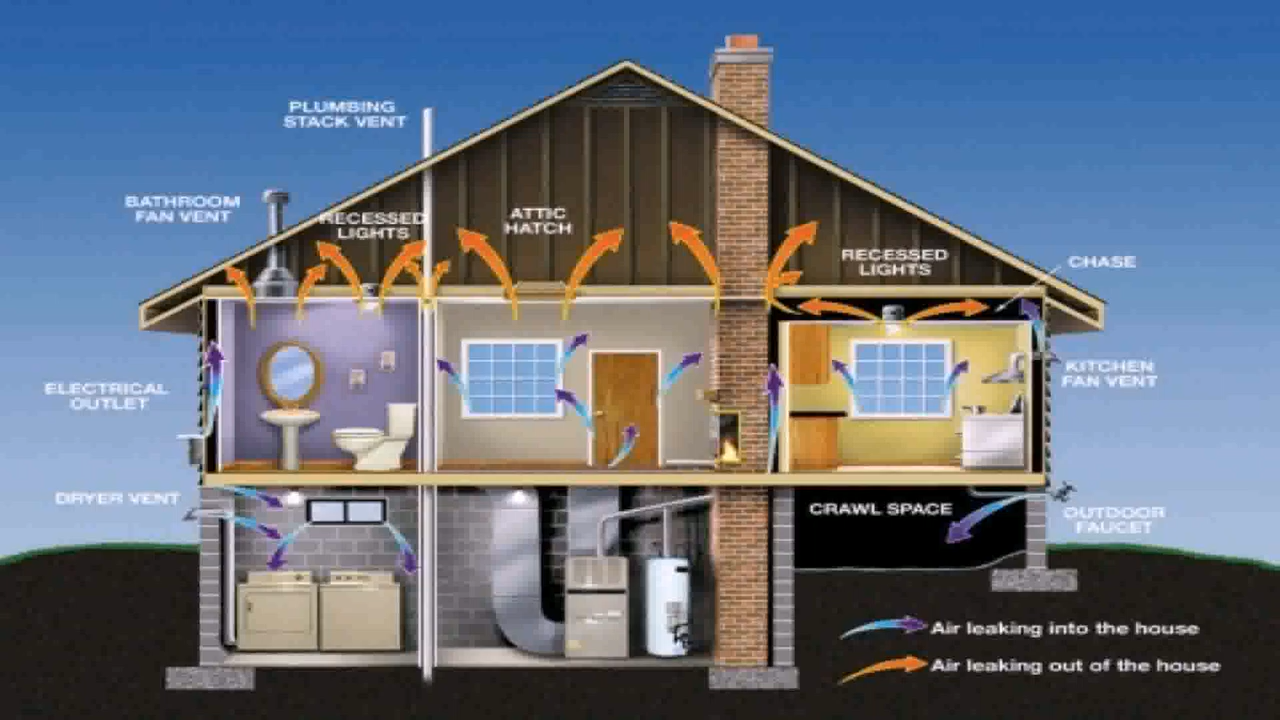 PLUMBING
STACK VENT
BATHROOM
FAN VENT
RECESSED
LIGHTS
ATTIC
HATCH
RECESSED
LIGHTS
CHASE
ELECTRICAL
OUTLET
KITCHEN
FAN VENT
DRYER VENT
CRAWL SPACE
OUTDOOR
FAUCET
Air leaking into the house
Air leaking out of the house